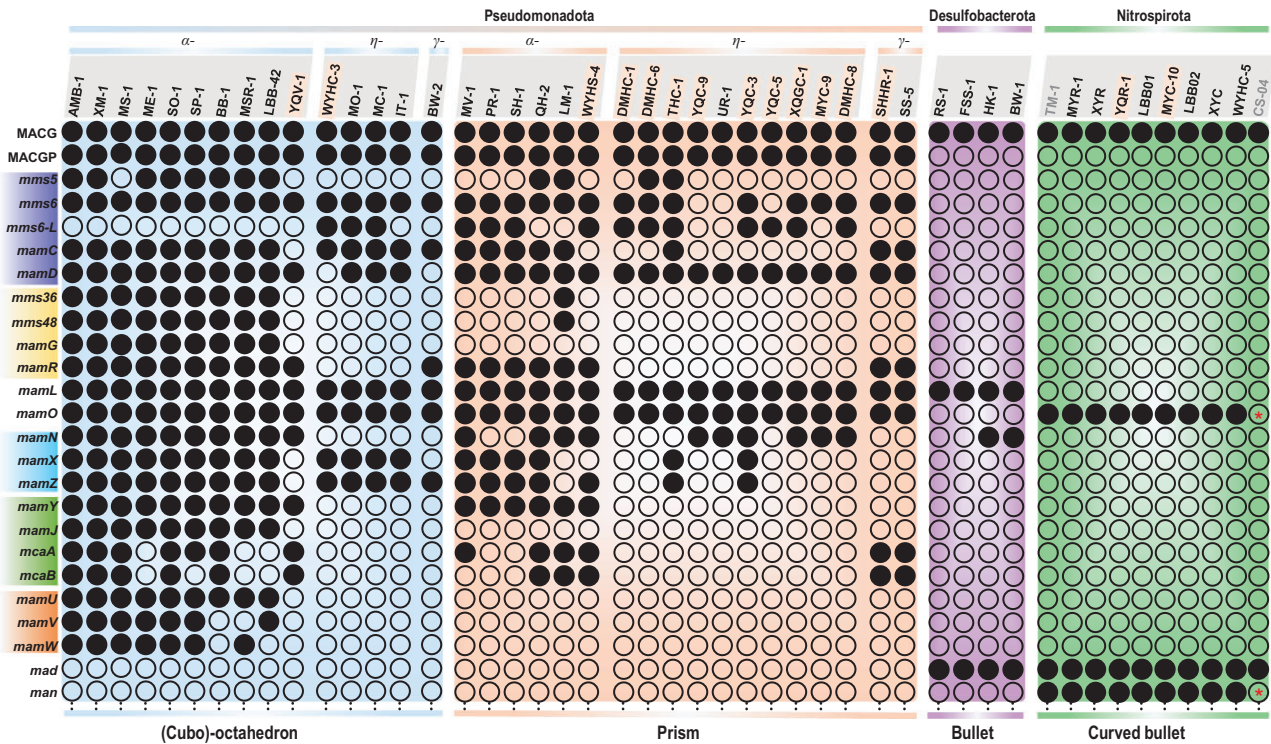 Pseudomonadota Desulfobacterota Nitrospirota
α- η- γ- α- η- γ-
AMB-1 XM-1 MS-1 ME-1 SO-1 SP-1 BB-1 MSR-1 LBB-42 YQV-1 WYHC-3 MO-1 MC-1 IT-1 BW-2 MV-1 PR-1 SH-1 QH-2 LM-1 WYHS-4 DMHC-1 DMHC-6 THC-1 YQC-9 UR-1 YQC-3 YQC-5 XQGC-1 MYC-9 DMHC-8 SHHR-1 SS-5 RS-1 FSS-1 HK-1 BW-1 TM-1 MYR-1 XYR YQR-1 LBB01 MYC-10 LBB02 XYC WYHC-5 CS-04
MACG
MACGP
mms5
mms6
mms6-L
mamC
mamD
mms36
mms48
mamG
mamR
mamL
mamO *
mamN
mamX
mamZ
mamY
mamJ
mcaA
mcaB
mamU
mamV
mamW
mad
man *
(Cubo)-octahedron Prism Bullet Curved bullet